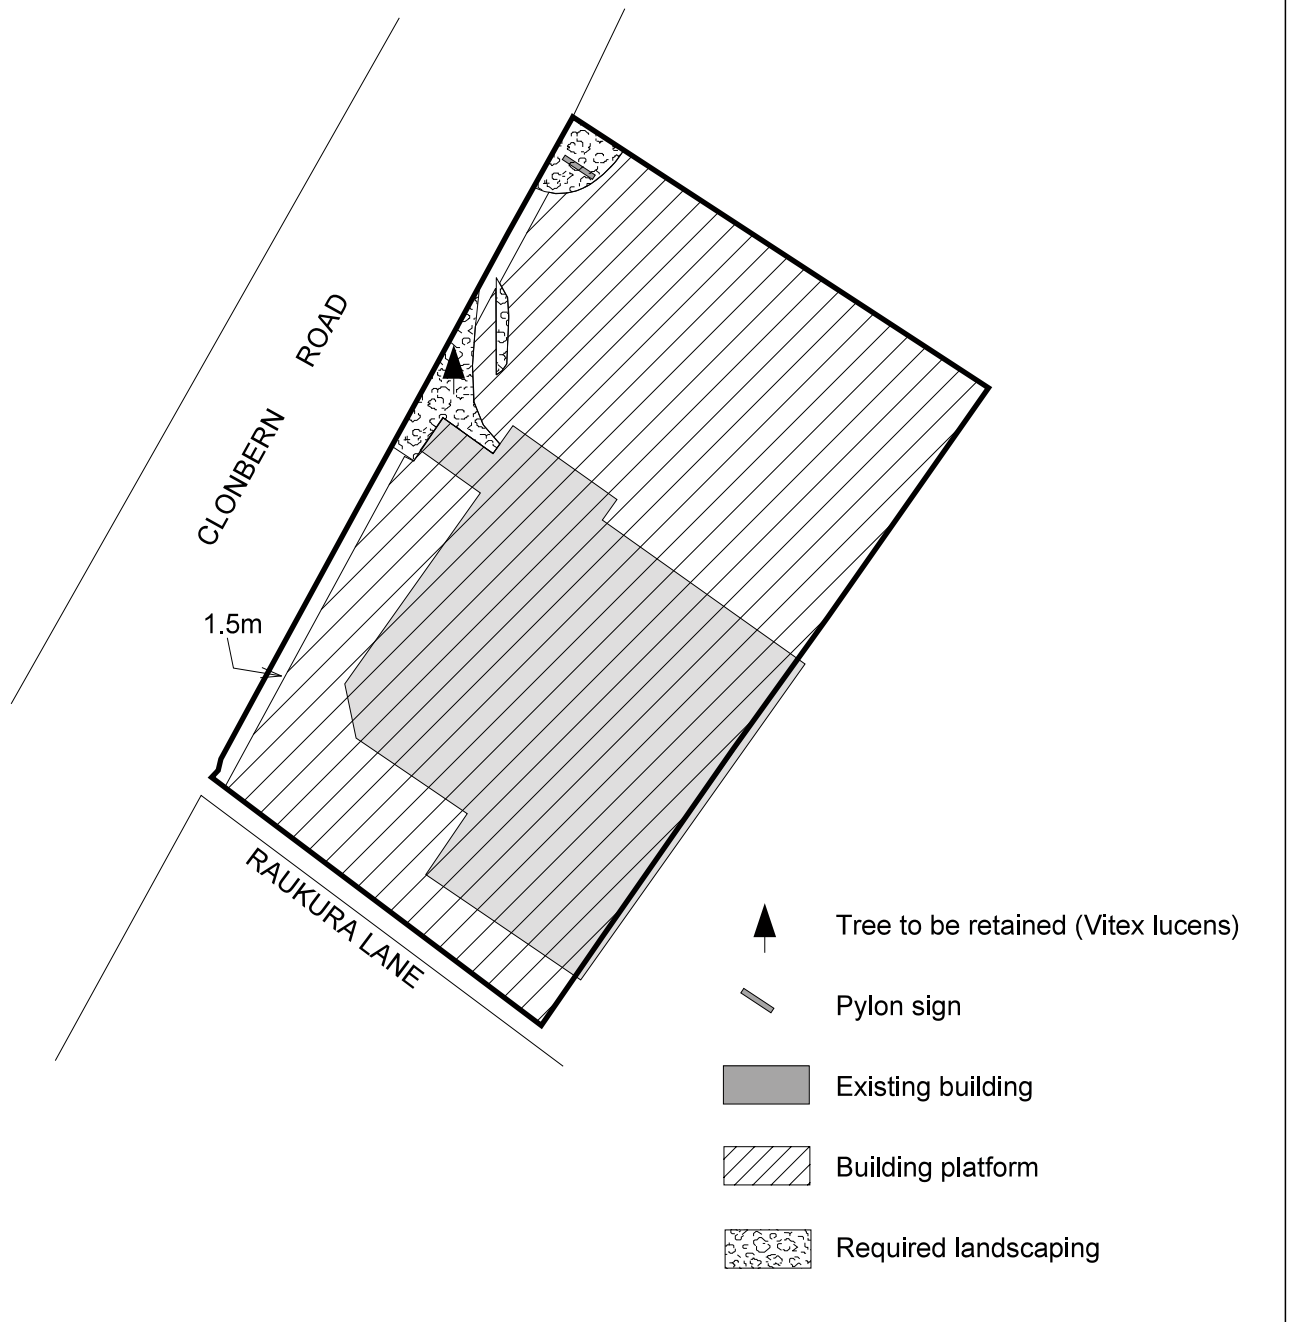 CLONBERN ROAD
1.5m
RAUKURA LANE
Tree to be retained (Vitex lucens)
Pylon sign
Existing building
Building platform
Required landscaping